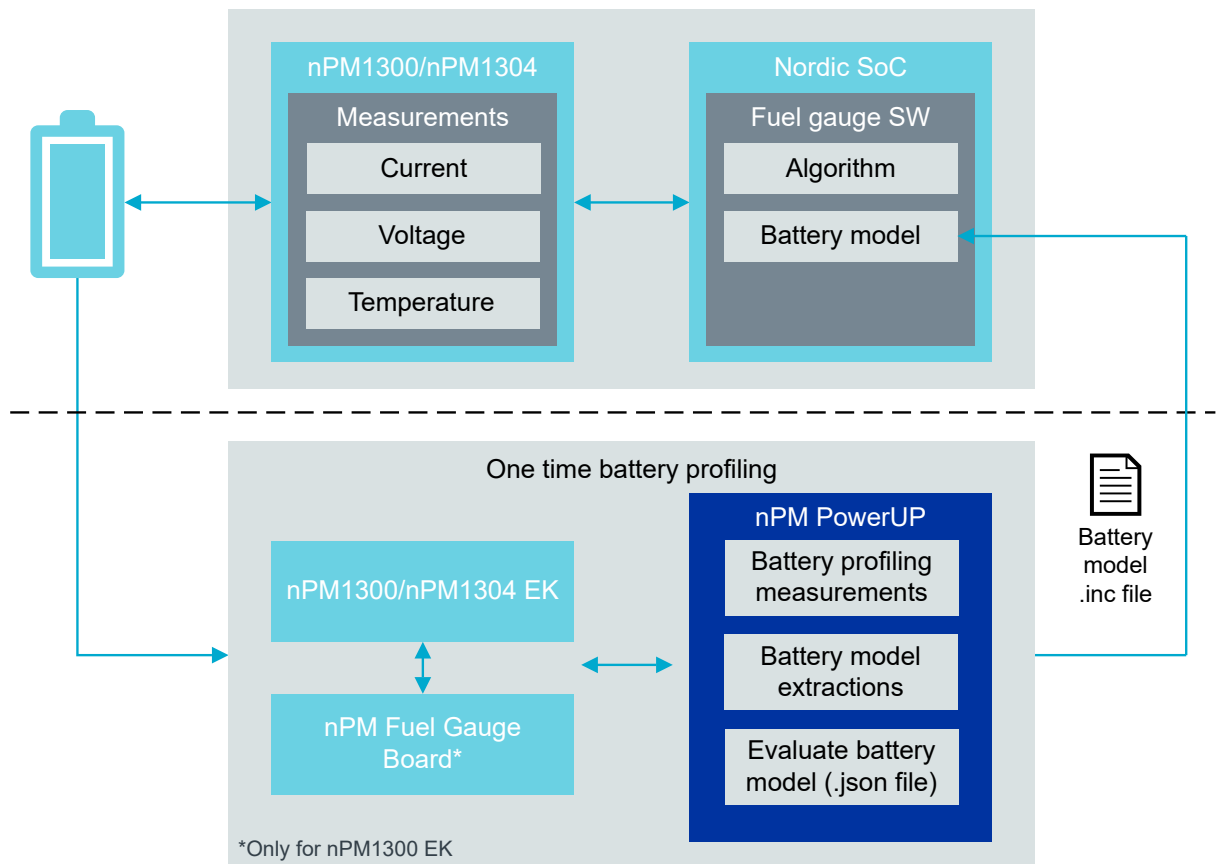 nPM1300/nPM1304
Measurements
Current
Voltage
Temperature
Nordic SoC
Fuel gauge SW
Algorithm
Battery model
One time battery profiling
nPM1300/nPM1304 EK
nPM Fuel Gauge
Board*
*Only for nPM1300 EK
nPM PowerUP
Battery profiling
measurements
Battery model
extractions
Evaluate battery
model (.json file)
Battery
model
.inc file